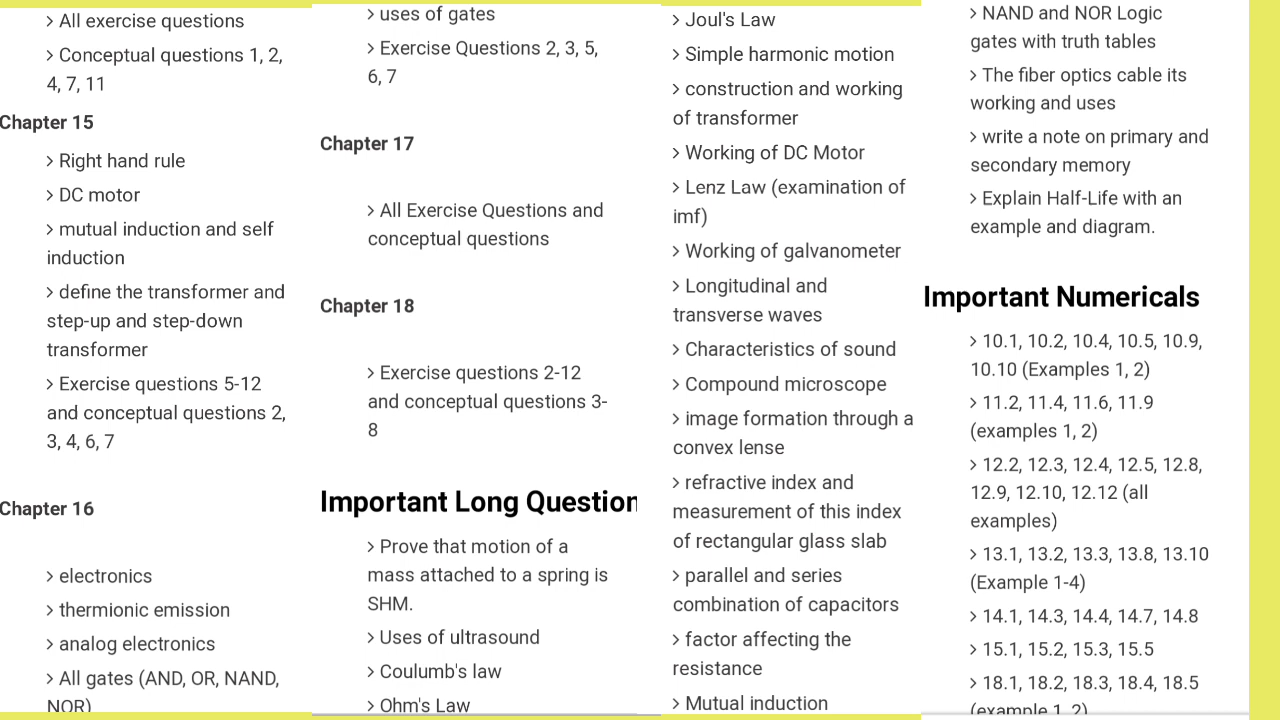 > All exercise questions
> Conceptual questions 1, 2,
4, 7, 11
Chapter 15
> Right hand rule
> DC motor
> mutual induction and self
induction
> define the transformer and
step-up and step-down
transformer
> Exercise questions 5-12
and conceptual questions 2,
3, 4, 6, 7
Chapter 16
> electronics
> thermionic emission
> analog electronics
> All gates (AND, OR, NAND,
NOR)
> uses of gates
> Exercise Questions 2, 3, 5,
6, 7
Chapter 17
> All Exercise Questions and
conceptual questions
Chapter 18
> Exercise questions 2-12
and conceptual questions 3-
8
Important Long Question
> Prove that motion of a
mass attached to a spring is
SHM.
> Uses of ultrasound
> Coulumb's law
> Ohm's Law
> Joul's Law
> Simple harmonic motion
> construction and working
of transformer
> Working of DC Motor
> Lenz Law (examination of
imf)
> Working of galvanometer
> Longitudinal and
transverse waves
> Characteristics of sound
> Compound microscope
> image formation through a
convex lense
> refractive index and
measurement of this index
of rectangular glass slab
> parallel and series
combination of capacitors
> factor affecting the
resistance
> Mutual induction
> NAND and NOR Logic
gates with truth tables
> The fiber optics cable its
working and uses
> write a note on primary and
secondary memory
> Explain Half-Life with an
example and diagram.
Important Numericals
> 10.1, 10.2, 10.4, 10.5, 10.9,
10.10 (Examples 1, 2)
> 11.2, 11.4, 11.6, 11.9
(examples 1, 2)
> 12.2, 12.3, 12.4, 12.5, 12.8,
12.9, 12.10, 12.12 (all
examples)
> 13.1, 13.2, 13.3, 13.8, 13.10
(Example 1-4)
> 14.1, 14.3, 14.4, 14.7, 14.8
> 15.1, 15.2, 15.3, 15.5
> 18.1, 18.2, 18.3, 18.4, 18.5
(example 1, 2)